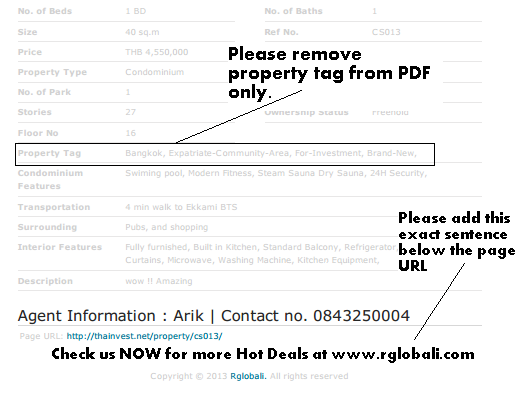 No. of Beds 1 BD No. of Baths 1
Size 40 sq.m Ref No. CS013
Price THB 4,550,000
Please remove
property tag from PDF
only.
Property Type Condominium
No. of Park 1
Stories 27 Ownership Status Freehold
Floor No 16
Property Tag Bangkok, Expatriate-Community-Area, For-Investment, Brand-New,
Condominium Features Swiming pool, Modern Fitness, Steam Sauna Dry Sauna, 24H Security,
Transportation 4 min walk to Ekkami BTS
Please add this
exact sentence
below the page
URL
Surrounding Pubs, and shopping
Interior Features Fully furnished, Built in Kitchen, Standard Balcony, Refrigerator
Curtains, Microwave, Washing Machine, Kitchen Equipment,
Description wow !! Amazing
Agent Information : Arik | Contact no. 0843250004
Page URL: http://thainvest.net/property/cs013/
Check us NOW for more Hot Deals at www.rglobali.com
Copyright © 2013 Rglobali. All rights reserved